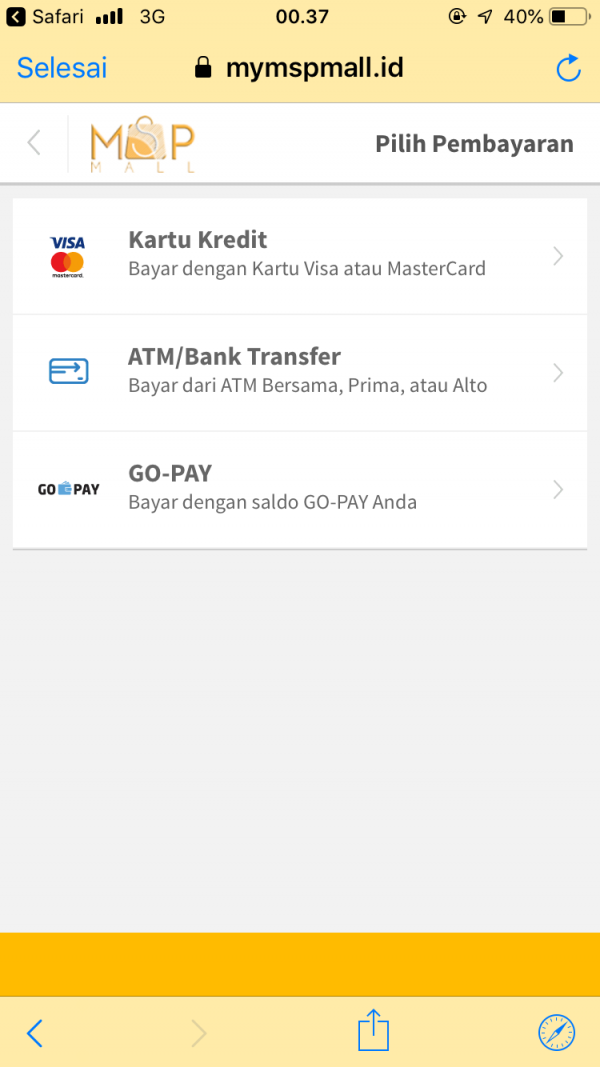 Safari 3G 00.37 40%
Selesai mymspmall.id
MSP
MALL
Pilih Pembayaran
VISA
mastercard.
Kartu Kredit
Bayar dengan Kartu Visa atau MasterCard
ATM/Bank Transfer
Bayar dari ATM Bersama, Prima, atau Alto
GO PAY
GO-PAY
Bayar dengan saldo GO-PAY Anda